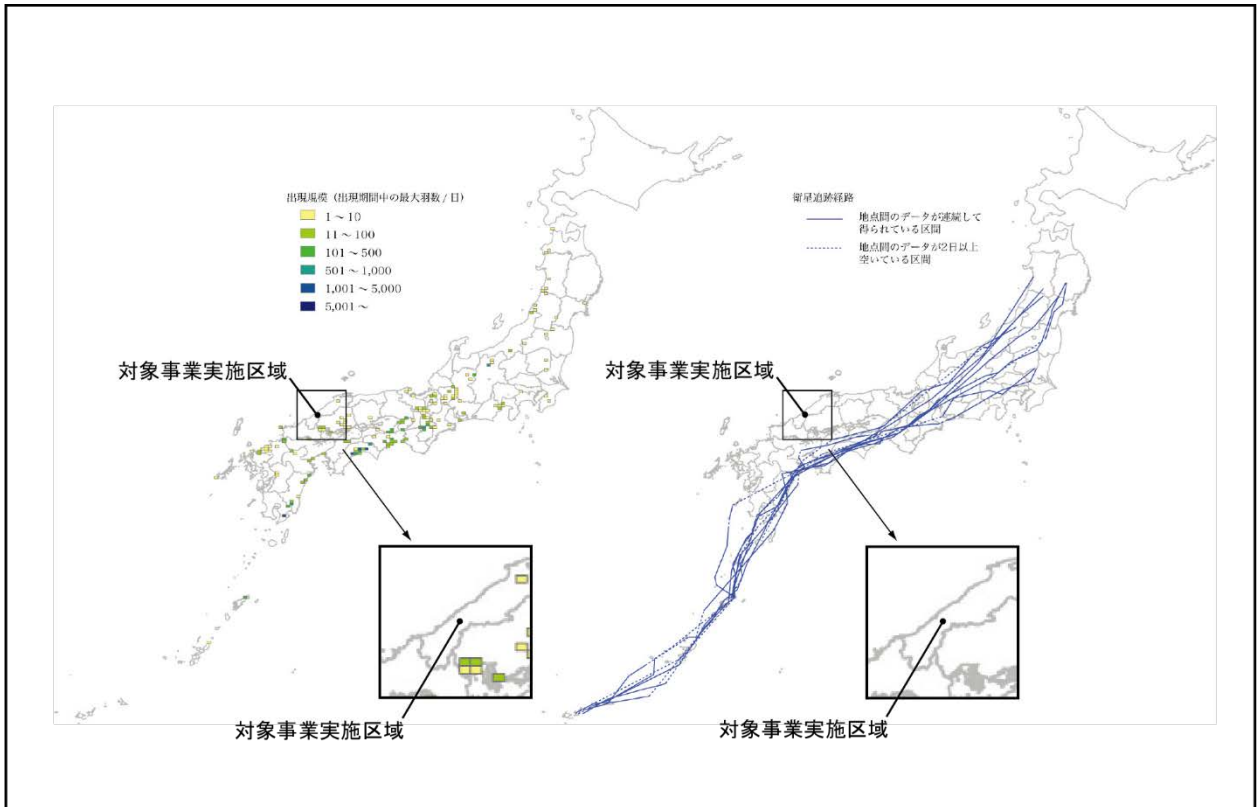 出現規模（出現期間中の最大羽数 / 日）
1 ～ 10
11 ～ 100
101 ～ 500
501 ～ 1,000
1,001 ～ 5,000
5,001 ～
対象事業実施区域
対象事業実施区域
衛星追跡経路
地点間のデータが連続して
得られている区間
地点間のデータが2日以上
空いている区間
対象事業実施区域
対象事業実施区域